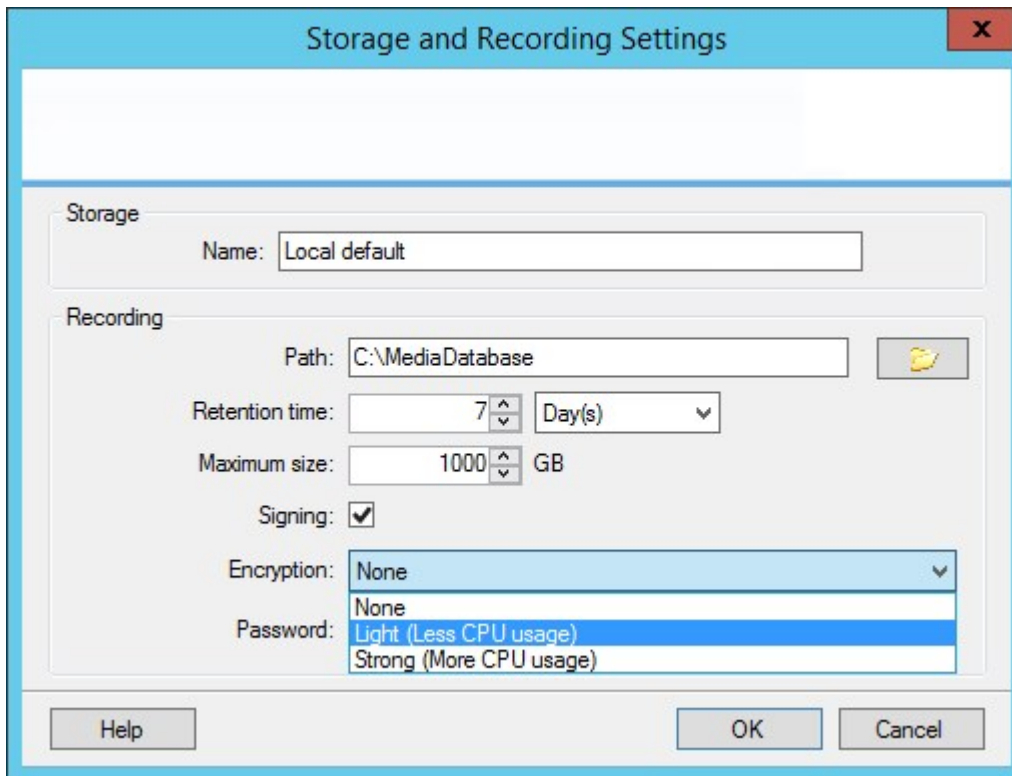 Storage and Recording Settings
x
Storage
Name: Local default
Recording
Path: C:\MediaDatabase
Retention time: 7 Day(s)
Maximum size: 1000 GB
Signing:
Encryption: None
None
Password: Light (Less CPU usage)
Strong (More CPU usage)
Help OK Cancel